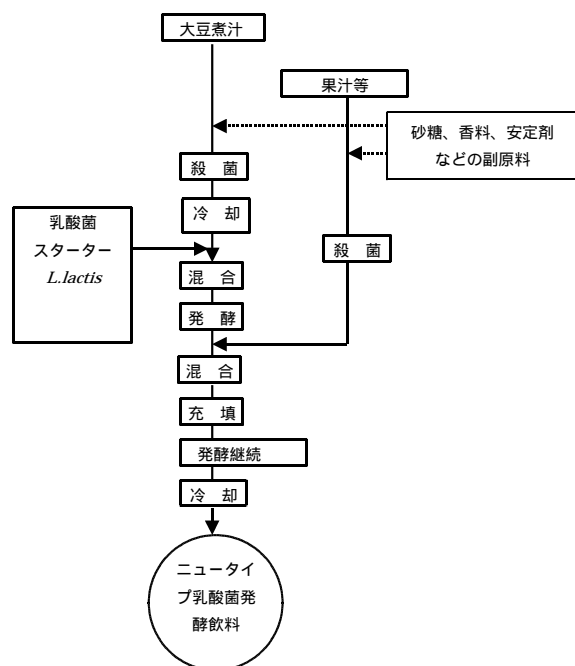 大豆煮汁
果汁等
砂糖、香料、安定剤
などの副原料
殺 菌
冷 却
乳酸菌
スターター
L.lactis
殺 菌
混 合
発 酵
混 合
充 填
発酵継続
冷 却
ニュータイ
プ乳酸菌発
酵飲料